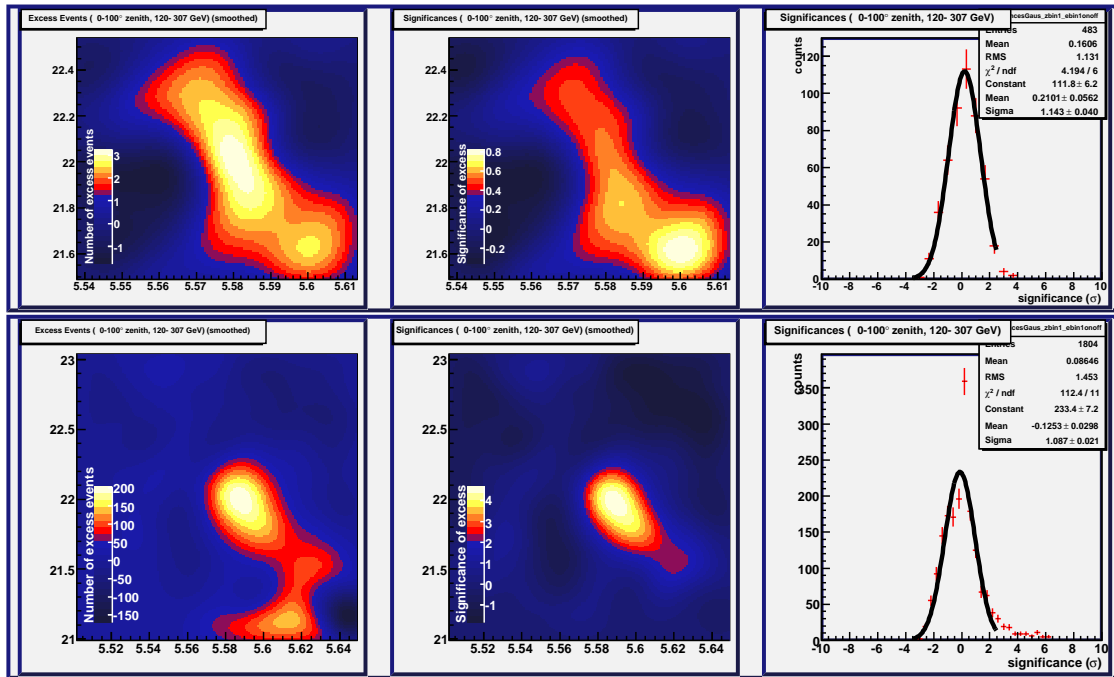 Excess Events ( 0-100° zenith, 120- 307 GeV) (smoothed)
22.4
22.2
22
21.8
21.6
Number of excess events
3
2
1
0
-1
5.54 5.55 5.56 5.57 5.58 5.59 5.6 5.61
Significances ( 0-100° zenith, 120- 307 GeV) (smoothed)
22.4
22.2
22
21.8
21.6
Significance of excess
0.8
0.6
0.4
0.2
0
-0.2
5.54 5.55 5.56 5.57 5.58 5.59 5.6 5.61
Significances ( 0-100° zenith, 120- 307 GeV)
cesGaus_zbin1_ebin1onoff
Entries 483
Mean 0.1606
RMS 1.131
χ² / ndf 4.194 / 6
Constant 111.8 ± 6.2
Mean 0.2101 ± 0.0562
Sigma 1.143 ± 0.040
counts
120
100
80
60
40
20
0
-10 -8 -6 -4 -2 0 2 4 6 8 10
significance (σ)
Excess Events ( 0-100° zenith, 120- 307 GeV) (smoothed)
23
22.5
22
21.5
21
Number of excess events
200
150
100
50
0
-50
-100
-150
5.52 5.54 5.56 5.58 5.6 5.62 5.64
Significances ( 0-100° zenith, 120- 307 GeV) (smoothed)
23
22.5
22
21.5
21
Significance of excess
4
3
2
1
0
-1
5.52 5.54 5.56 5.58 5.6 5.62 5.64
Significances ( 0-100° zenith, 120- 307 GeV)
cesGaus_zbin1_ebin1onoff
Entries 1804
Mean 0.08646
RMS 1.453
χ² / ndf 112.4 / 11
Constant 233.4 ± 7.2
Mean -0.1253 ± 0.0298
Sigma 1.087 ± 0.021
counts
350
300
250
200
150
100
50
0
-10 -8 -6 -4 -2 0 2 4 6 8 10
significance (σ)